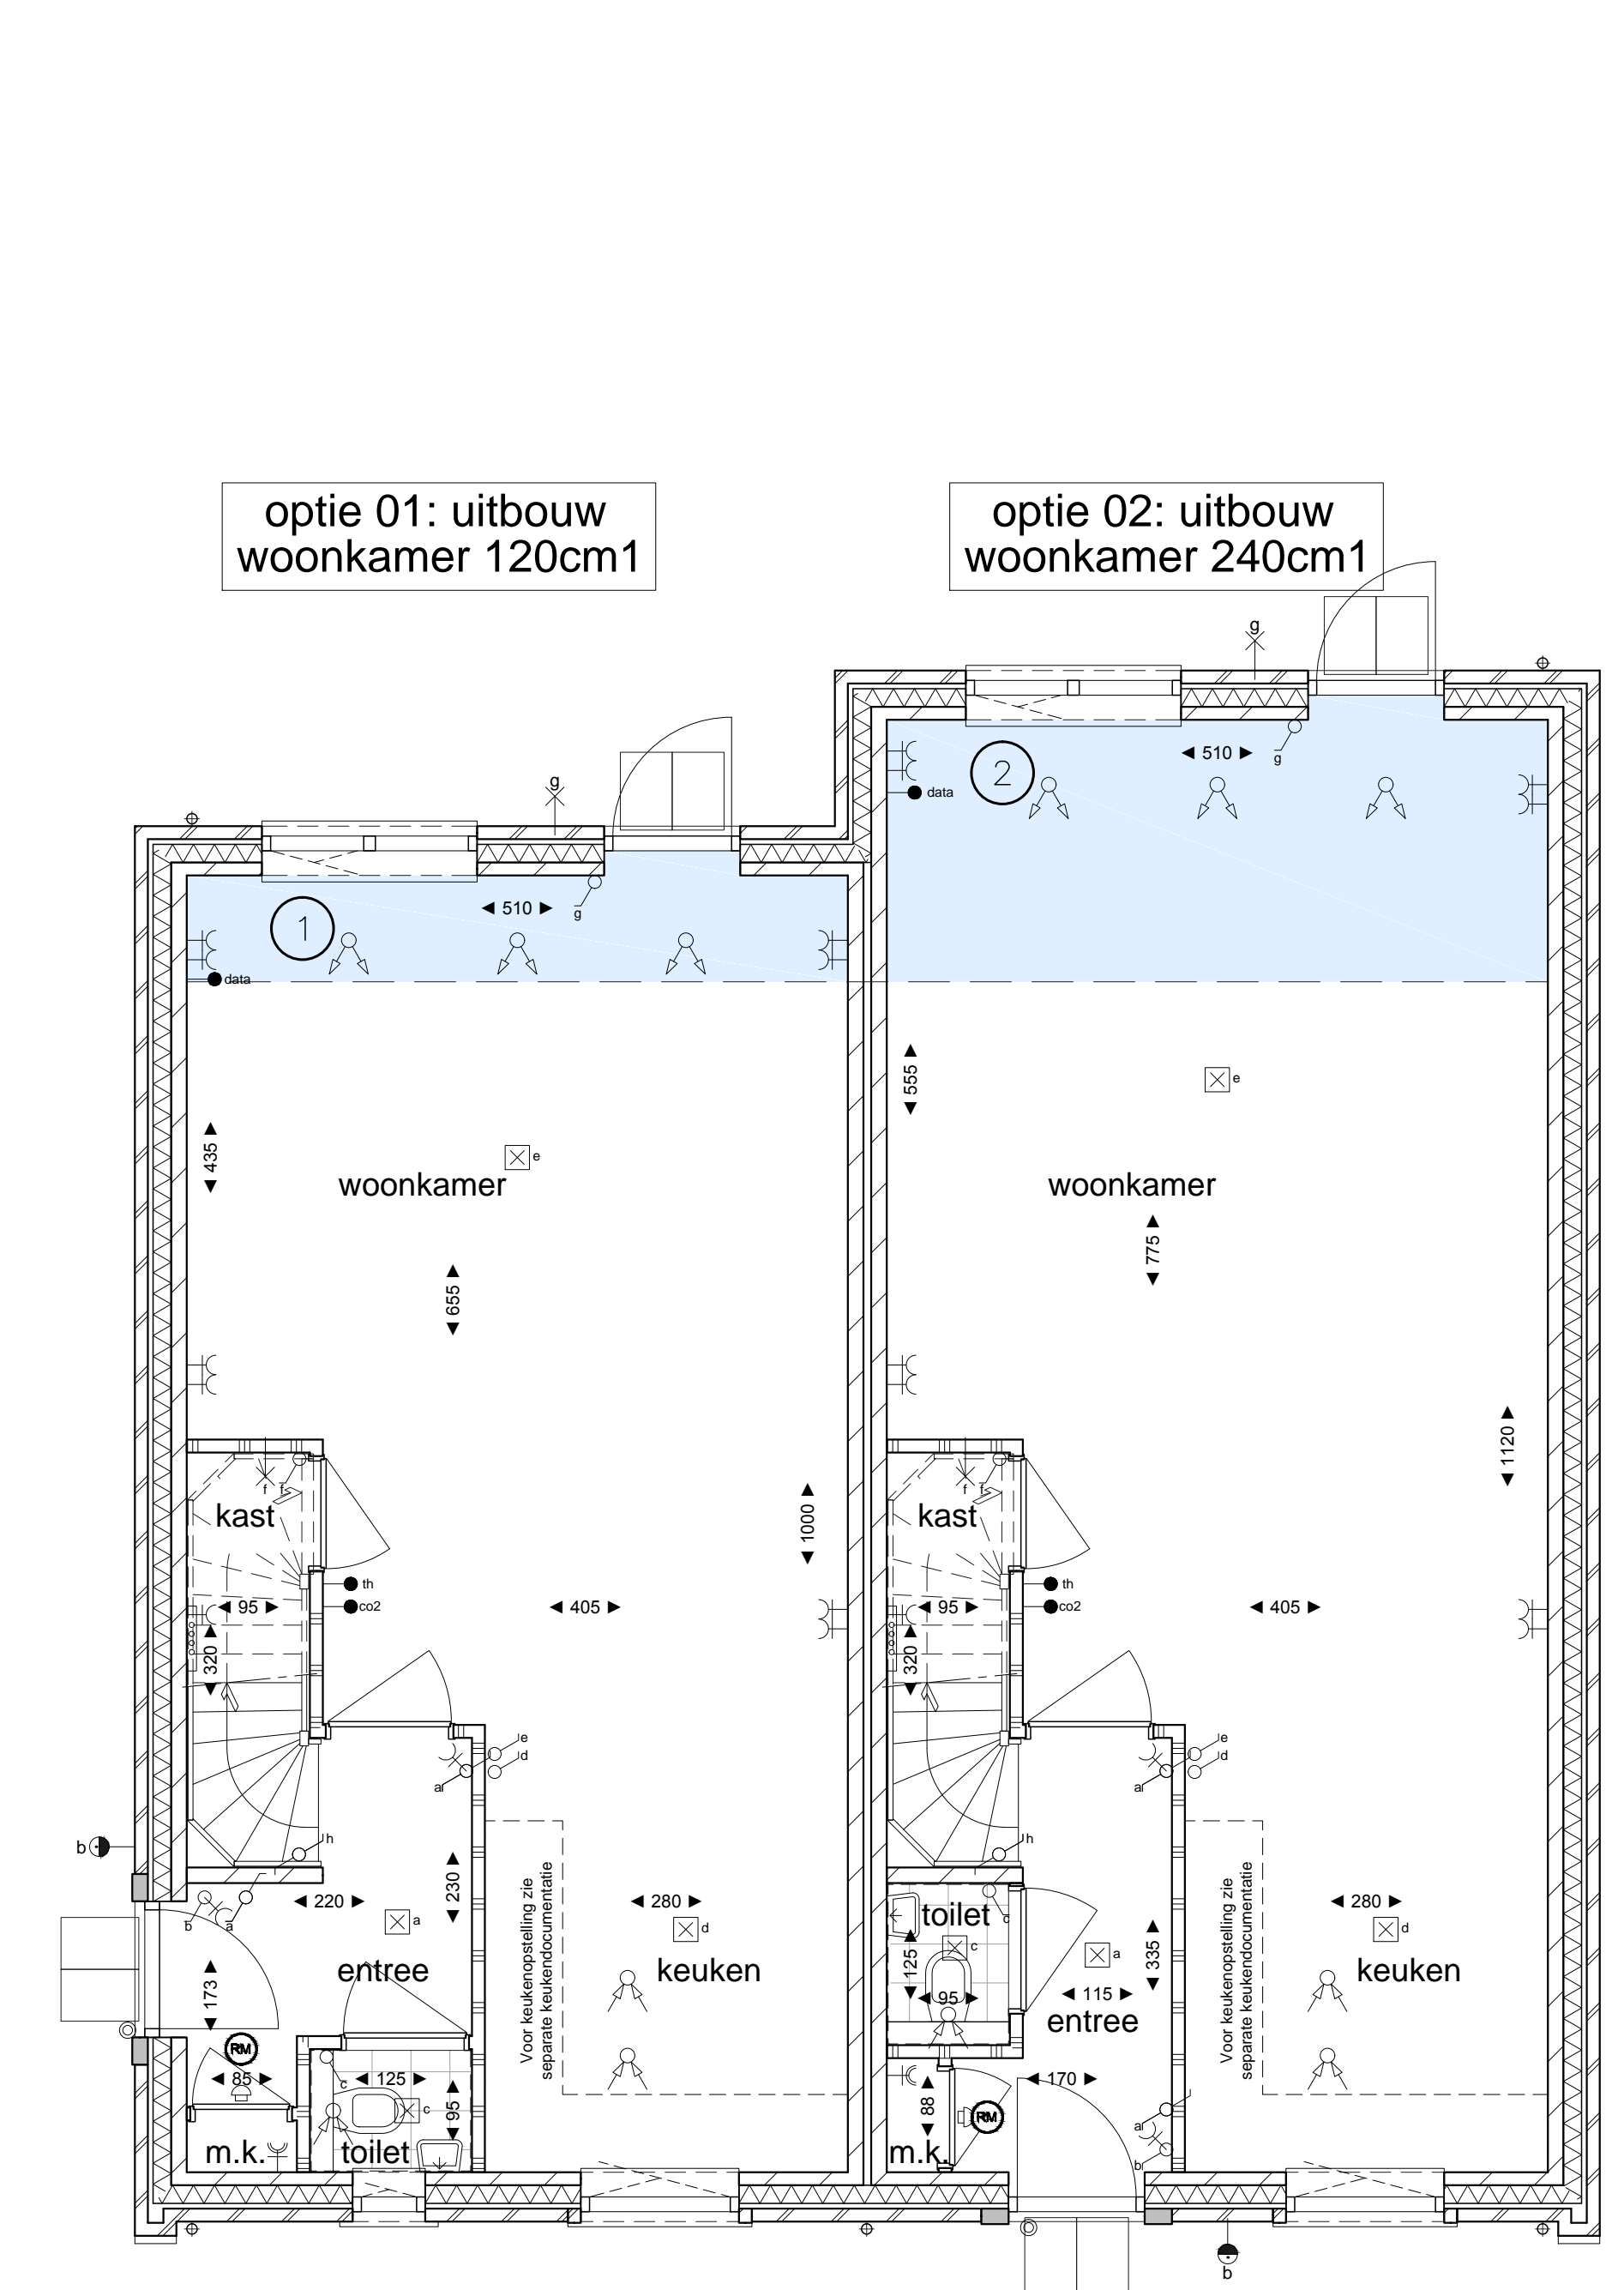 optie 01: uitbouw
woonkamer 120cm1
optie 02: uitbouw
woonkamer 240cm1
g
g
510
g
2
data
510
g
1
data
555
e
435
e
woonkamer
woonkamer
775
655
1120
1000
f f
kast
f f
kast
th
co2
95
405
320
th
co2
95
405
320
e
d
a
e
d
a
h
h
b
230
220
b
a
a
280
d
entree
keuken
Voor keukenopstelling zie
separate keukendocumentatie
173
RM
85
c
125
c
95
m.k.
toilet
toilet
c
c
125
95
a
335
115
entree
280
d
keuken
Voor keukenopstelling zie
separate keukendocumentatie
170
88
RM
a
b
m.k.
b